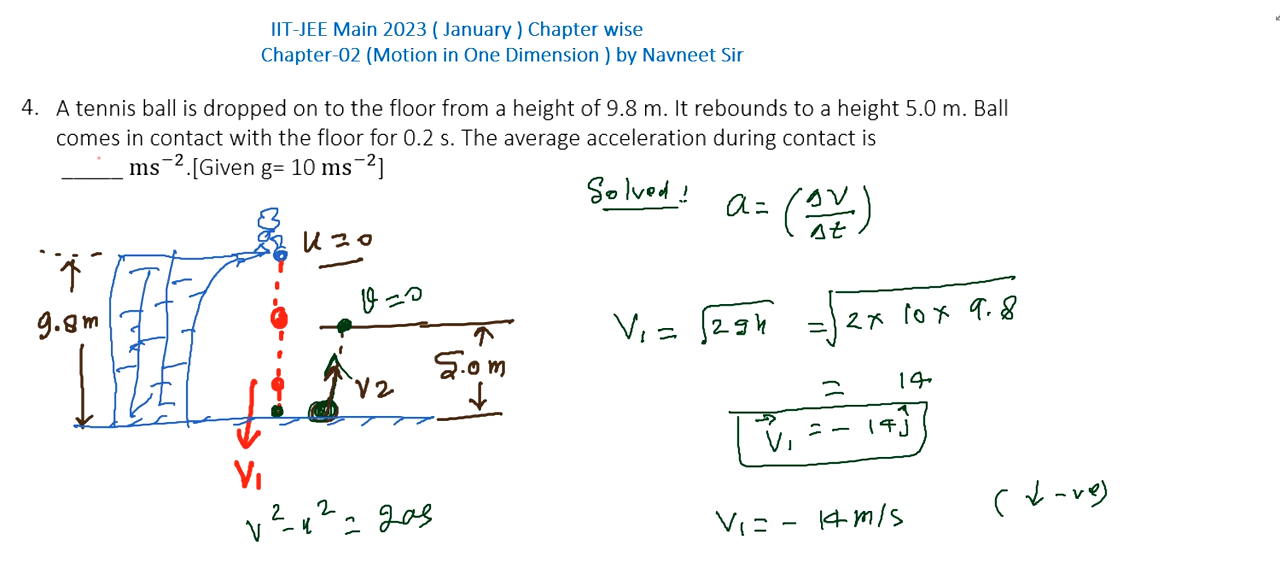 IIT-JEE Main 2023 ( January ) Chapter wise
Chapter-02 (Motion in One Dimension ) by Navneet Sir
4. A tennis ball is dropped on to the floor from a height of 9.8 m. It rebounds to a height 5.0 m. Ball
comes in contact with the floor for 0.2 s. The average acceleration during contact is
_____ ms⁻².[Given g= 10 ms⁻²]
Solved!
a = (ΔV/Δt)
u = 0
9.8m
v = 0
5.0m
V2
V₁
V₁ = √2gh = √2 × 10 × 9.8
= 14
V⃗₁ = - 14ĵ
V₁ = - 14 m/s
( ↓ -ve)
v² - u² = 2as